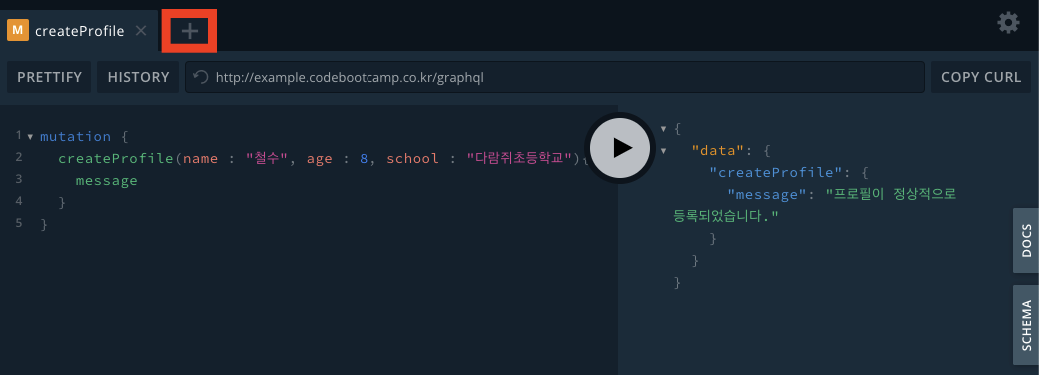 M createProfile × +
PRETTIFY HISTORY http://example.codebootcamp.co.kr/graphql COPY CURL
1 mutation {
2 createProfile(name : "철수", age : 8, school : "다람쥐초등학교"){
3 message
4 }
5 }
{
"data": {
"createProfile": {
"message": "프로필이 정상적으로
등록되었습니다."
}
}
}
DOCS
SCHEMA